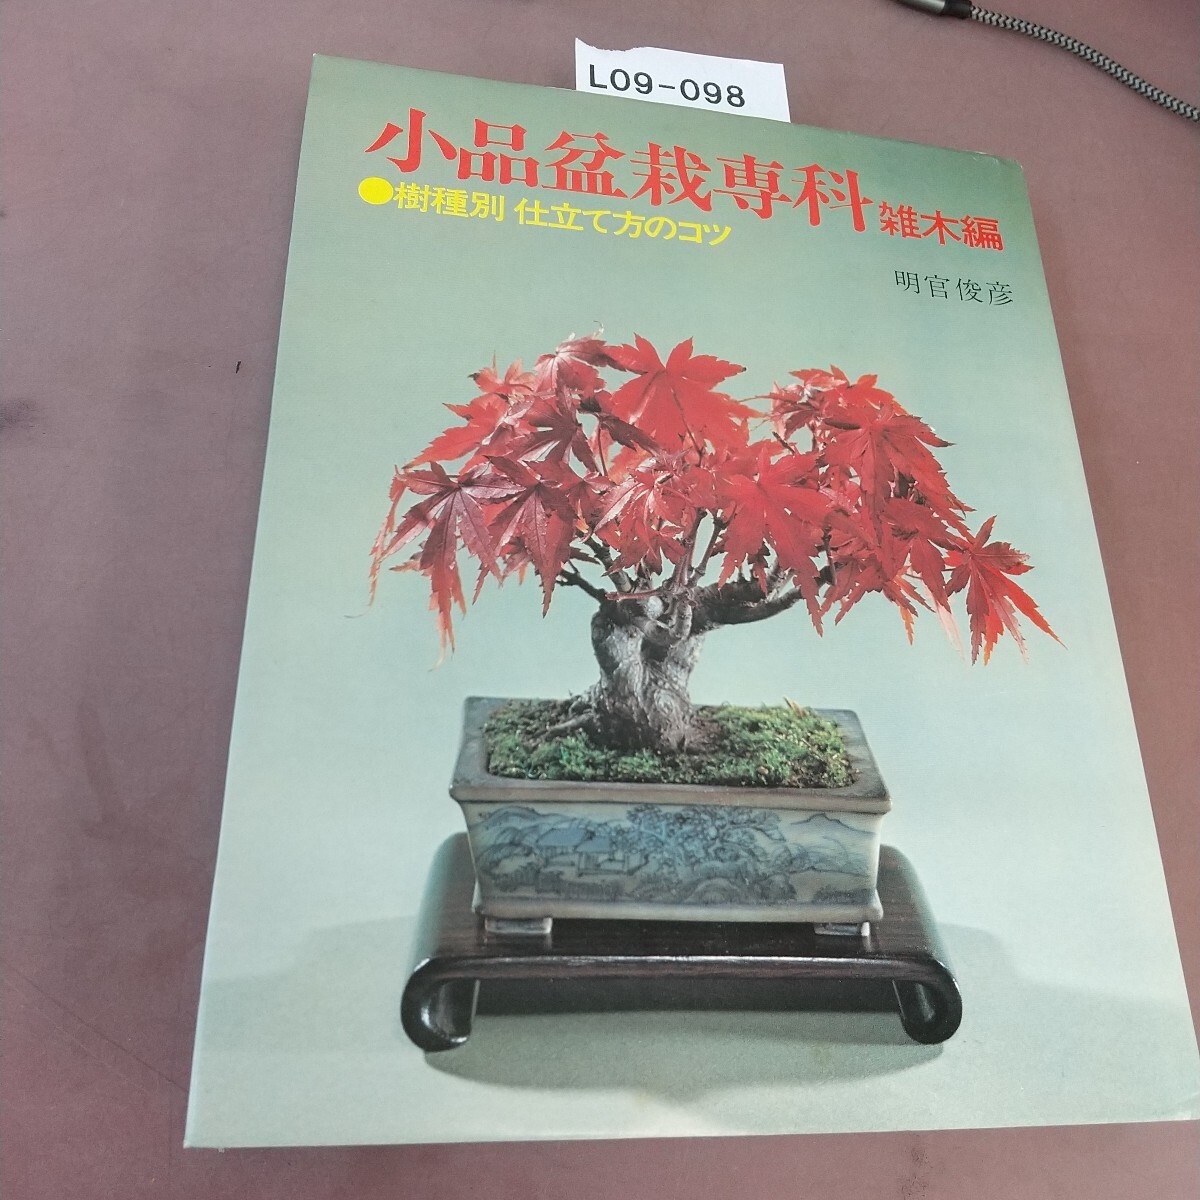 L09-098
小品盆栽専科 雑木編
●樹種別 仕立て方のコツ
明官俊彦